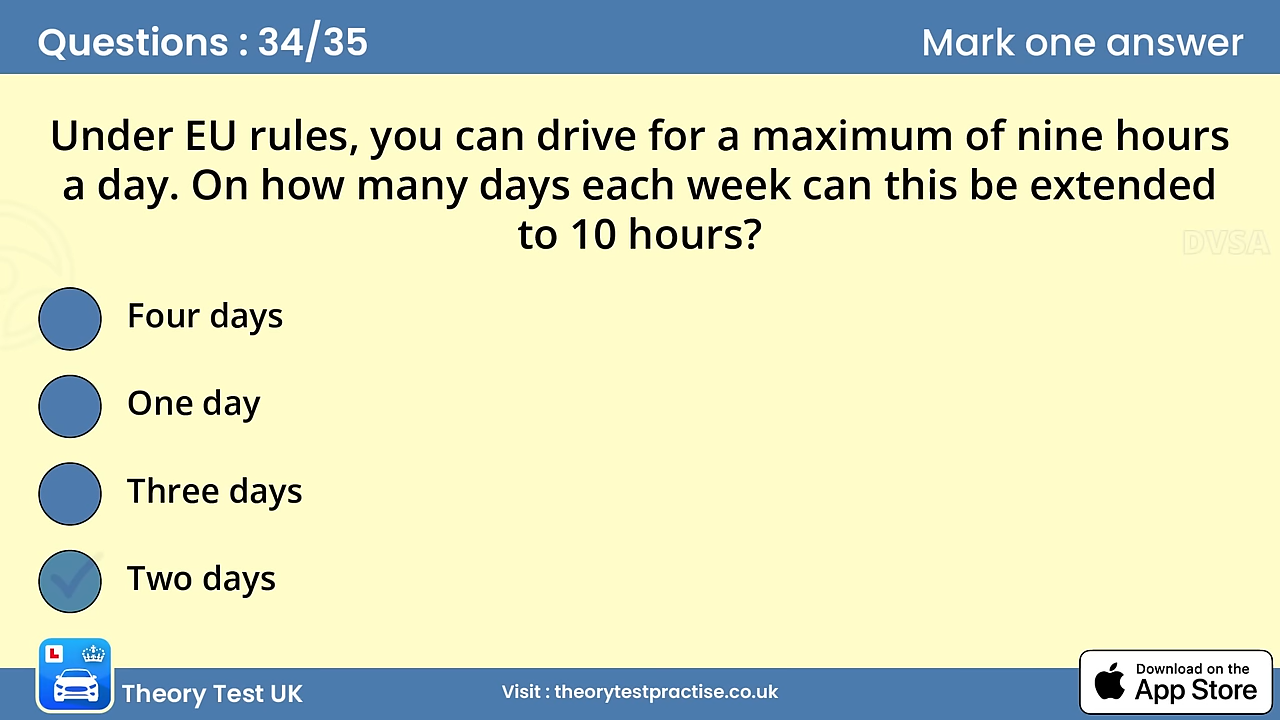 Questions : 34/35
Mark one answer
Under EU rules, you can drive for a maximum of nine hours
a day. On how many days each week can this be extended
to 10 hours?
DVSA
Four days
One day
Three days
Two days
L
Theory Test UK
Visit : theorytestpractise.co.uk
Download on the
App Store